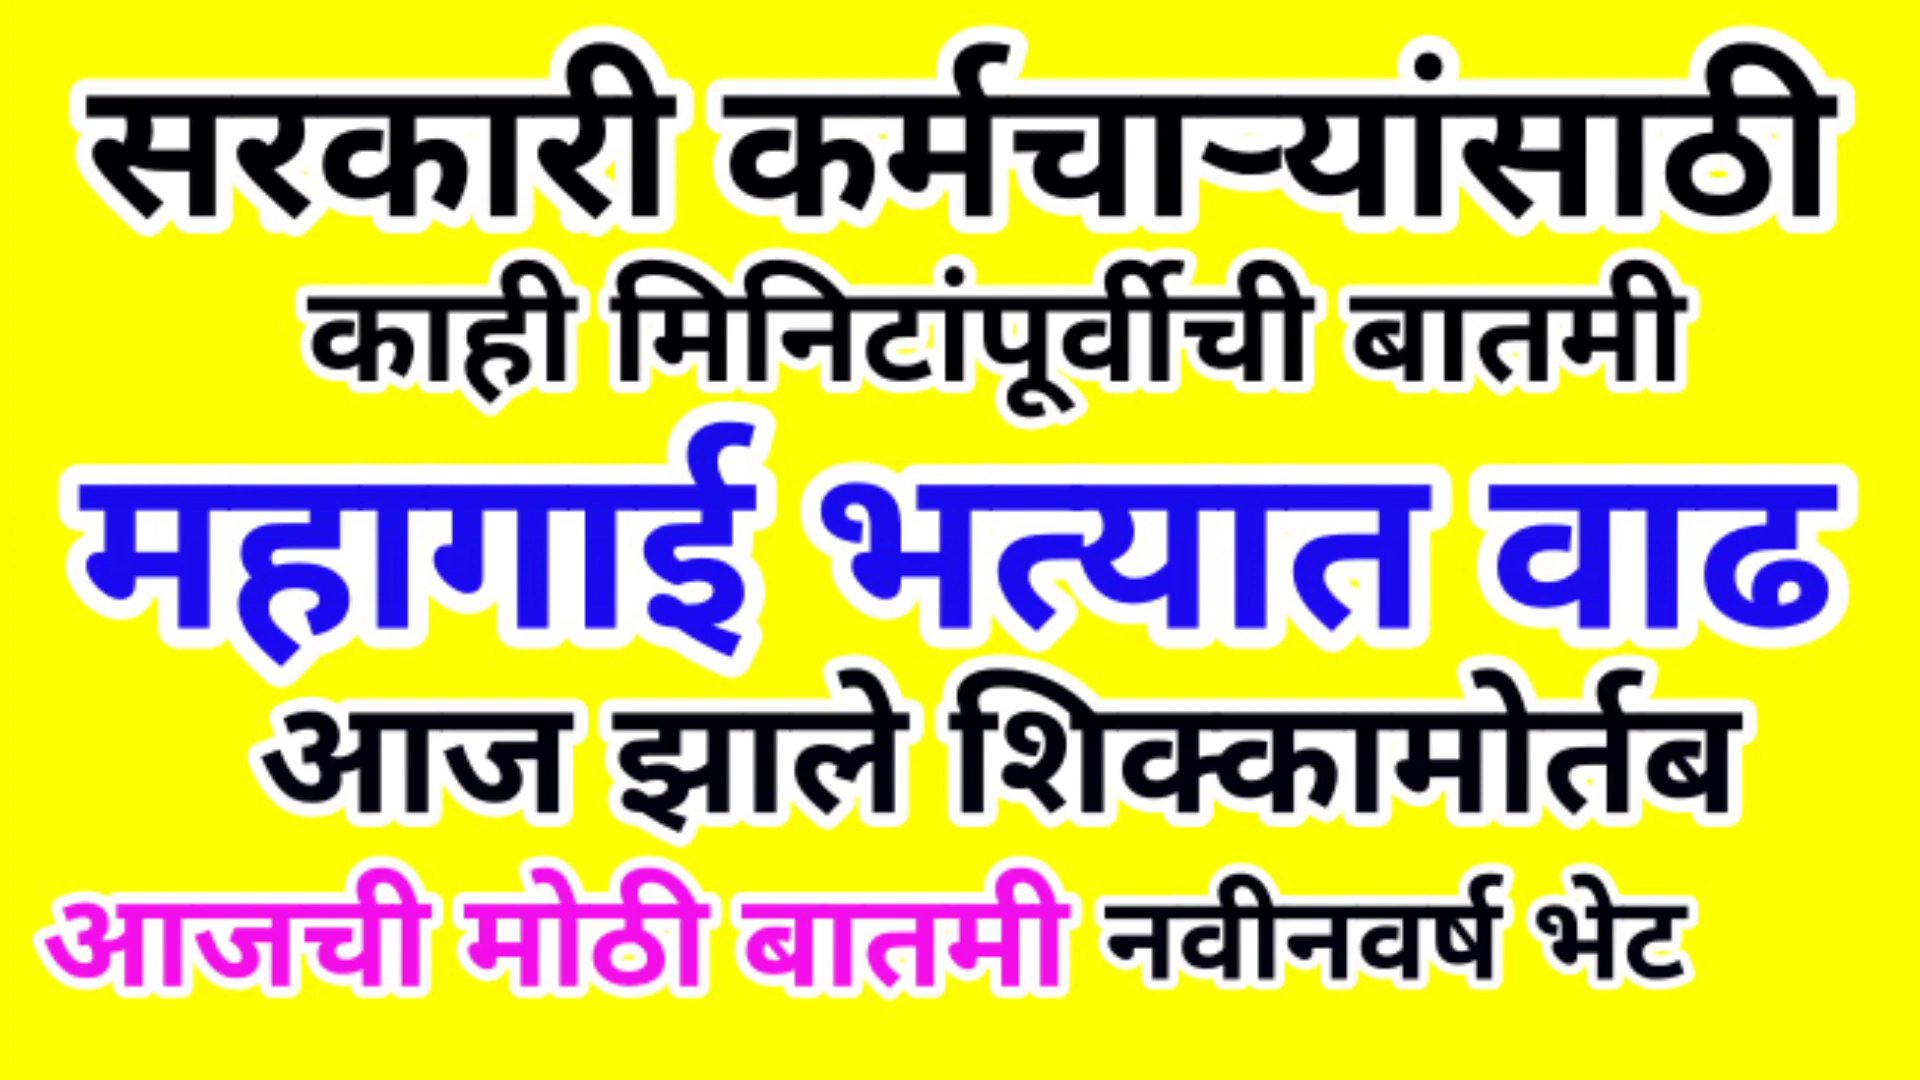 सरकारी कर्मचाऱ्यांसाठी
काही मिनिटांपूर्वीची बातमी
महागाई भत्यात वाढ
आज झाले शिक्कामोर्तब
आजची मोठी बातमी नवीनवर्ष भेट